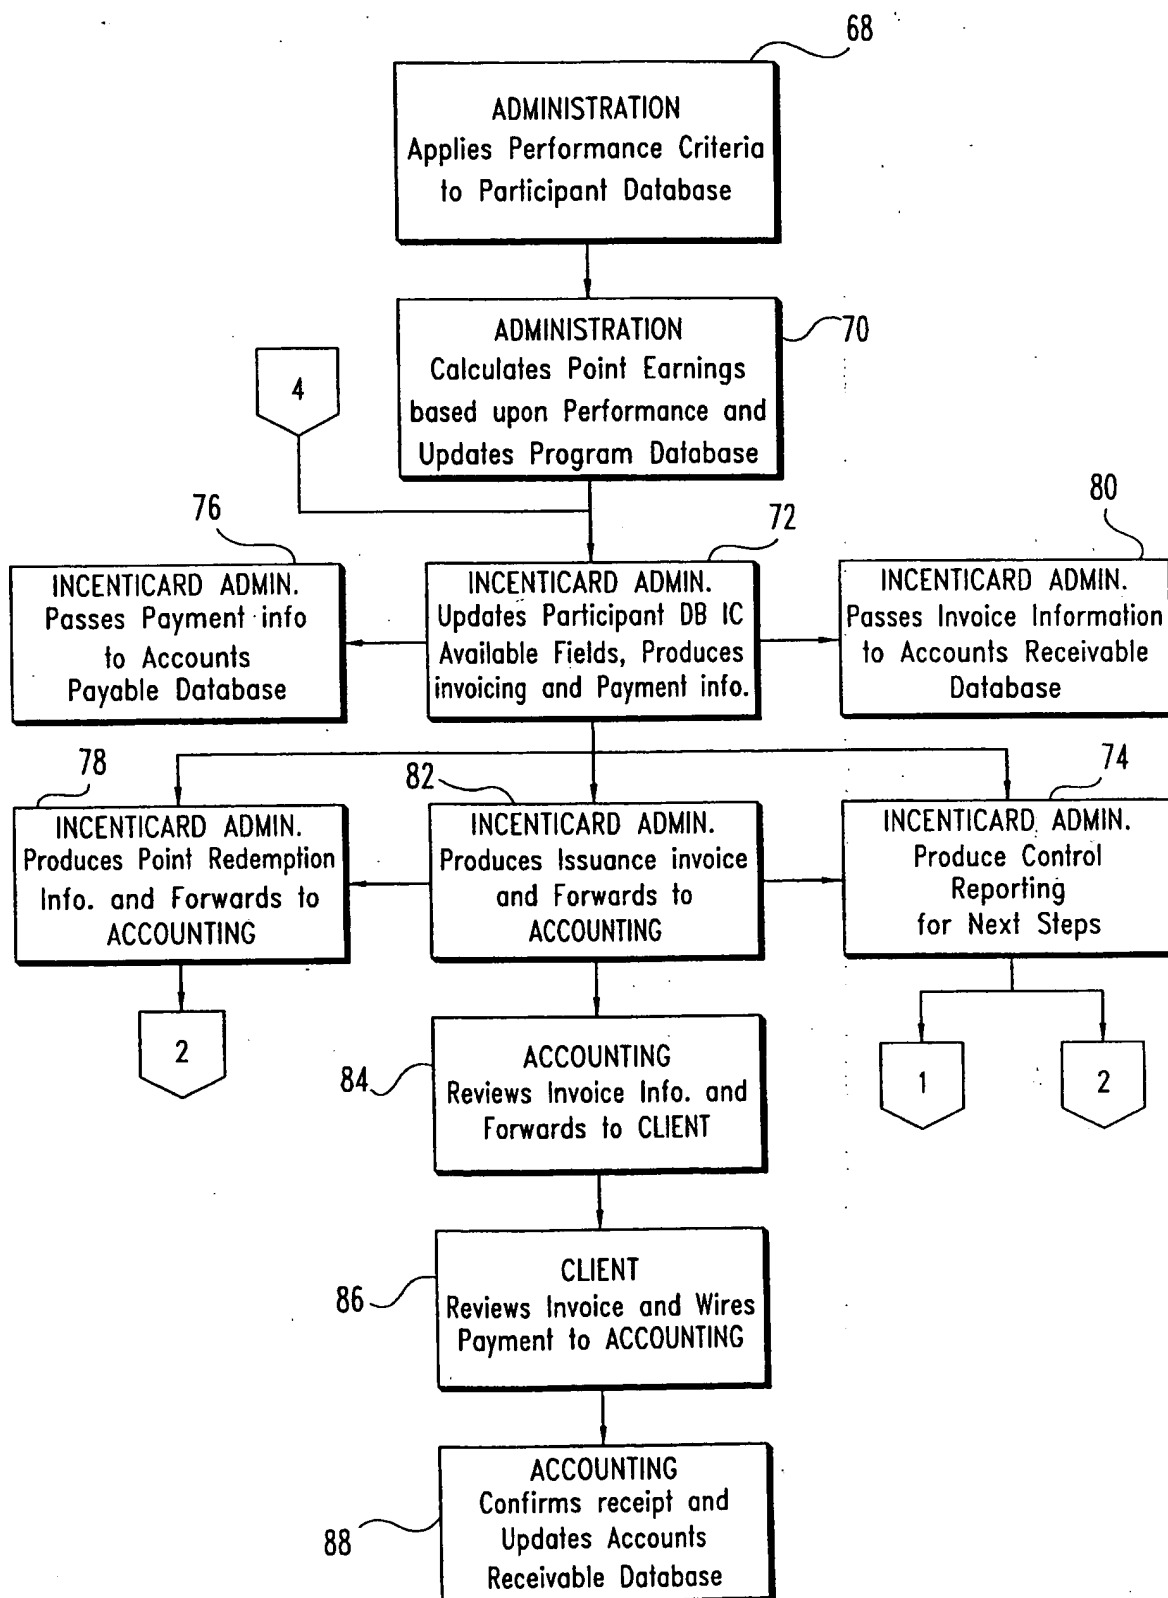 68
ADMINISTRATION
Applies Performance Criteria
to Participant Database
70
ADMINISTRATION
Calculates Point Earnings
based upon Performance and
Updates Program Database
4
76
INCENTICARD ADMIN.
Passes Payment info
to Accounts
Payable Database
72
INCENTICARD ADMIN.
Updates Participant DB IC
Available Fields, Produces
invoicing and Payment info.
80
INCENTICARD ADMIN.
Passes Invoice Information
to Accounts Receivable
Database
78
INCENTICARD ADMIN.
Produces Point Redemption
Info. and Forwards to
ACCOUNTING
82
INCENTICARD ADMIN.
Produces Issuance invoice
and Forwards to
ACCOUNTING
74
INCENTICARD ADMIN.
Produce Control
Reporting
for Next Steps
2
84
ACCOUNTING
Reviews Invoice Info. and
Forwards to CLIENT
1
2
86
CLIENT
Reviews Invoice and Wires
Payment to ACCOUNTING
88
ACCOUNTING
Confirms receipt and
Updates Accounts
Receivable Database